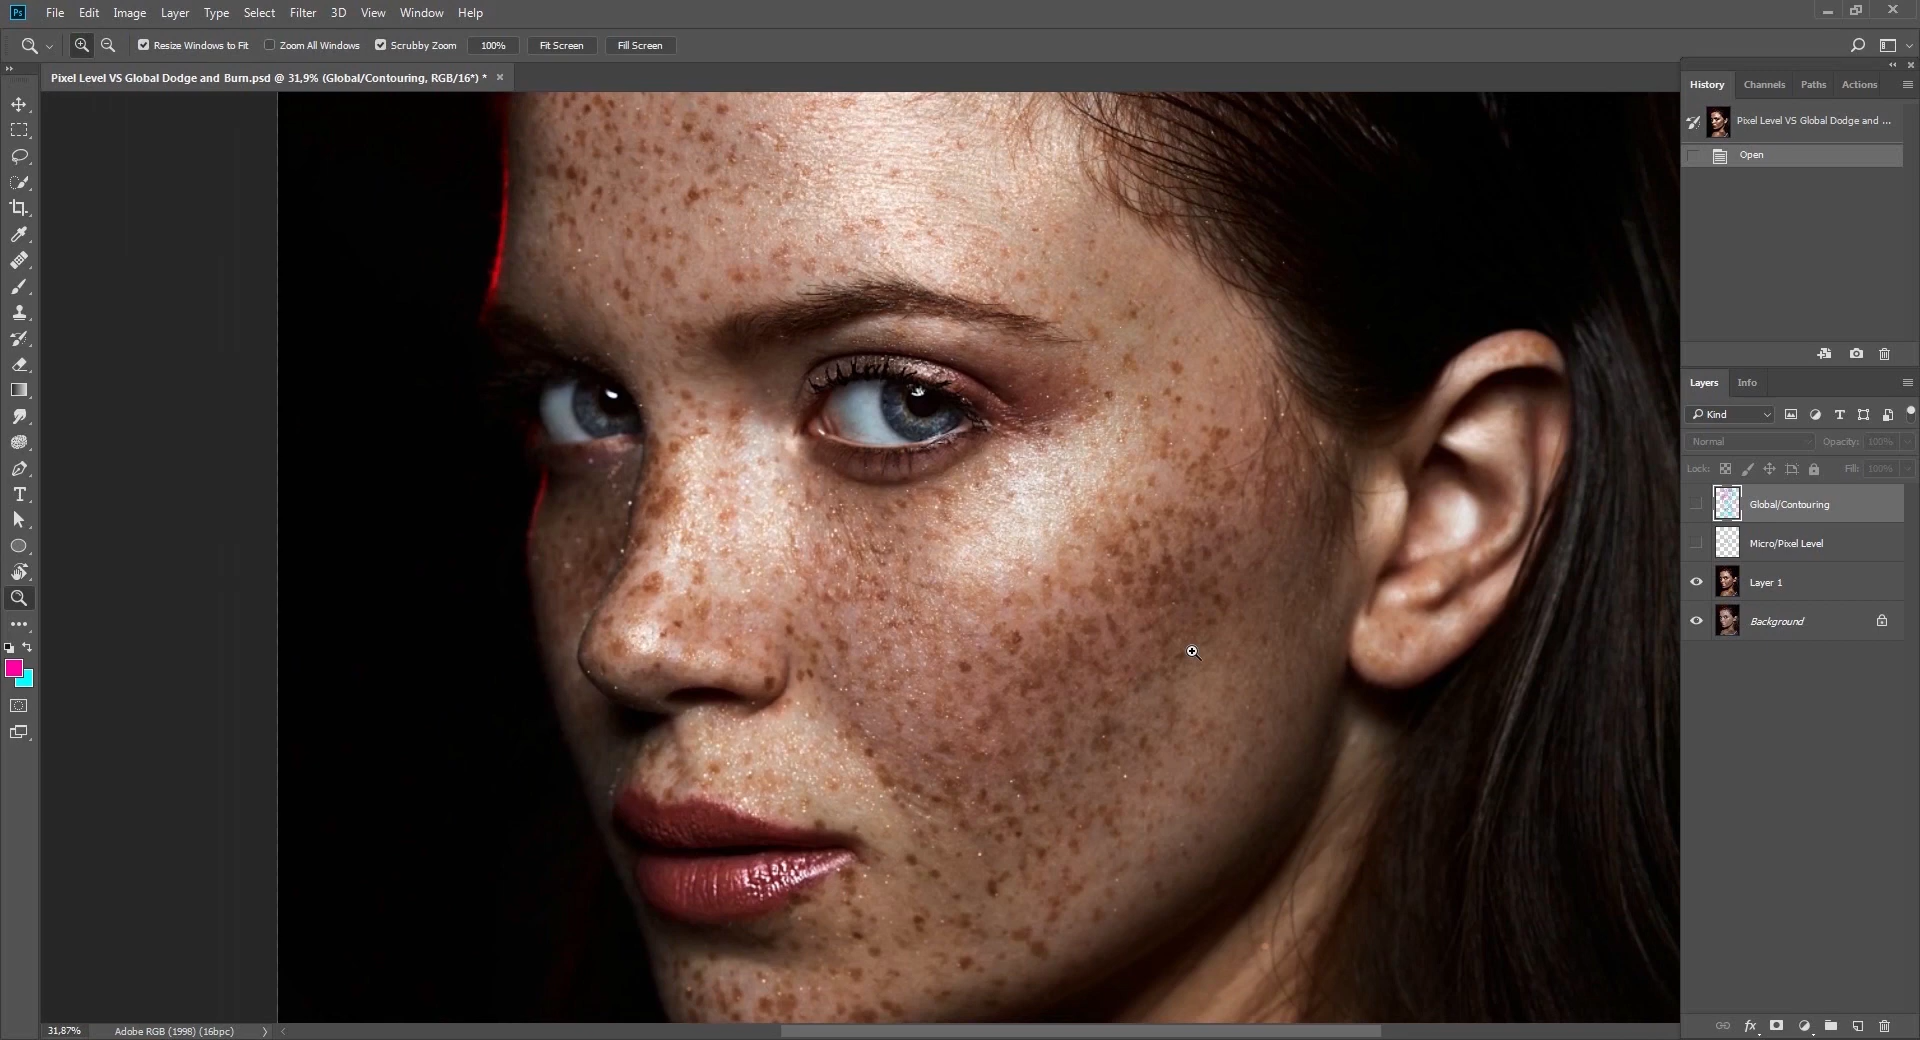 Ps File Edit Image Layer Type Select Filter 3D View Window Help
Resize Windows to Fit Zoom All Windows Scrubby Zoom 100% Fit Screen Fill Screen
Pixel Level VS Global Dodge and Burn.psd @ 31,9% (Global/Contouring, RGB/16*) *
History Channels Paths Actions
Pixel Level VS Global Dodge and ...
Open
Layers Info
Kind
Normal Opacity: 100%
Lock: Fill: 100%
Global/Contouring
Micro/Pixel Level
Layer 1
Background
31,87% Adobe RGB (1998) (16bpc)